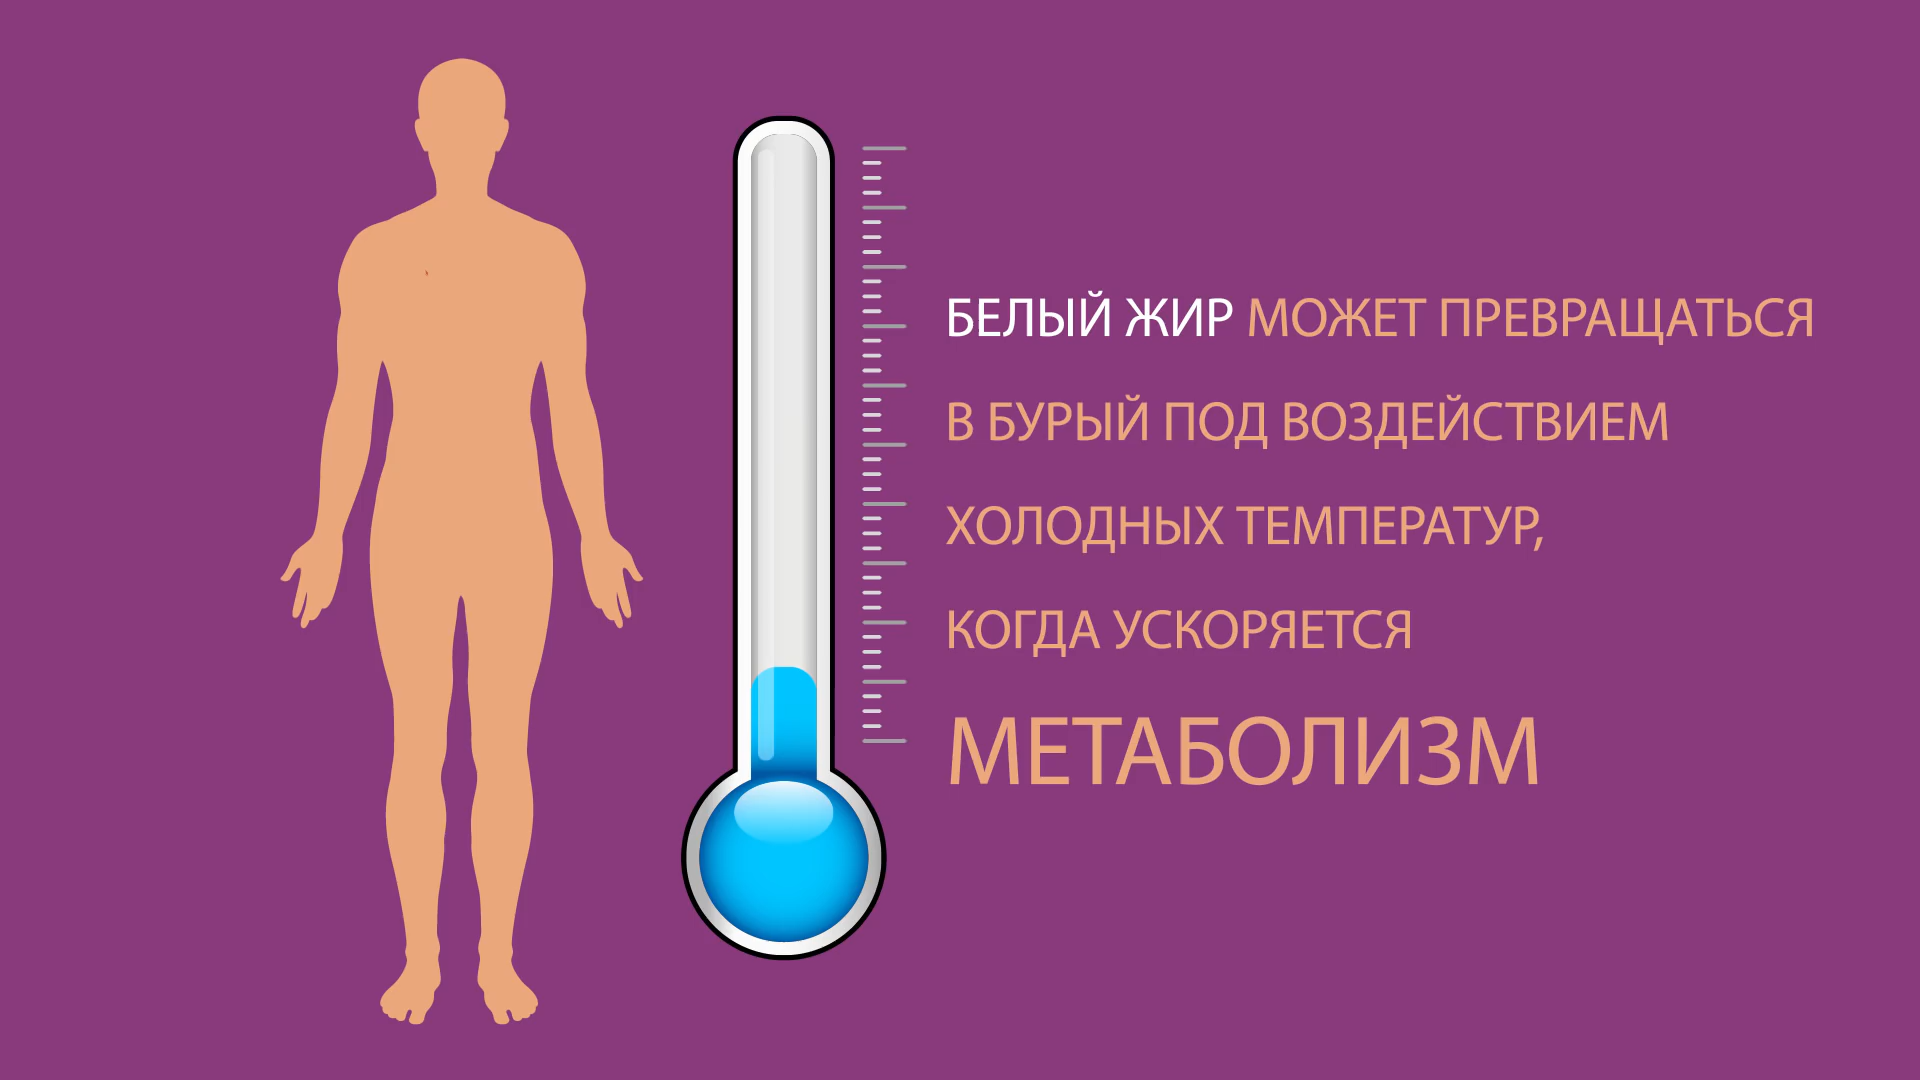 БЕЛЫЙ ЖИР МОЖЕТ ПРЕВРАЩАТЬСЯ
В БУРЫЙ ПОД ВОЗДЕЙСТВИЕМ
ХОЛОДНЫХ ТЕМПЕРАТУР,
КОГДА УСКОРЯЕТСЯ
МЕТАБОЛИЗМ